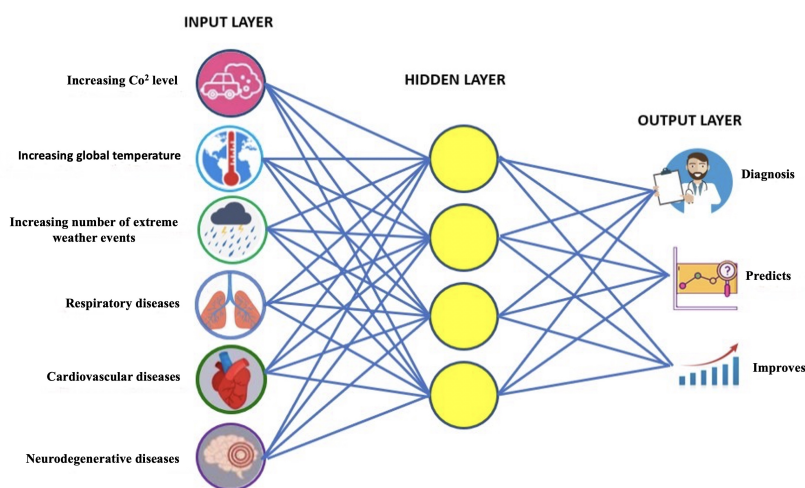 INPUT LAYER
Increasing Co² level
HIDDEN LAYER
OUTPUT LAYER
Increasing global temperature
Diagnosis
Increasing number of extreme
weather events
Predicts
Respiratory diseases
Improves
Cardiovascular diseases
Neurodegenerative diseases